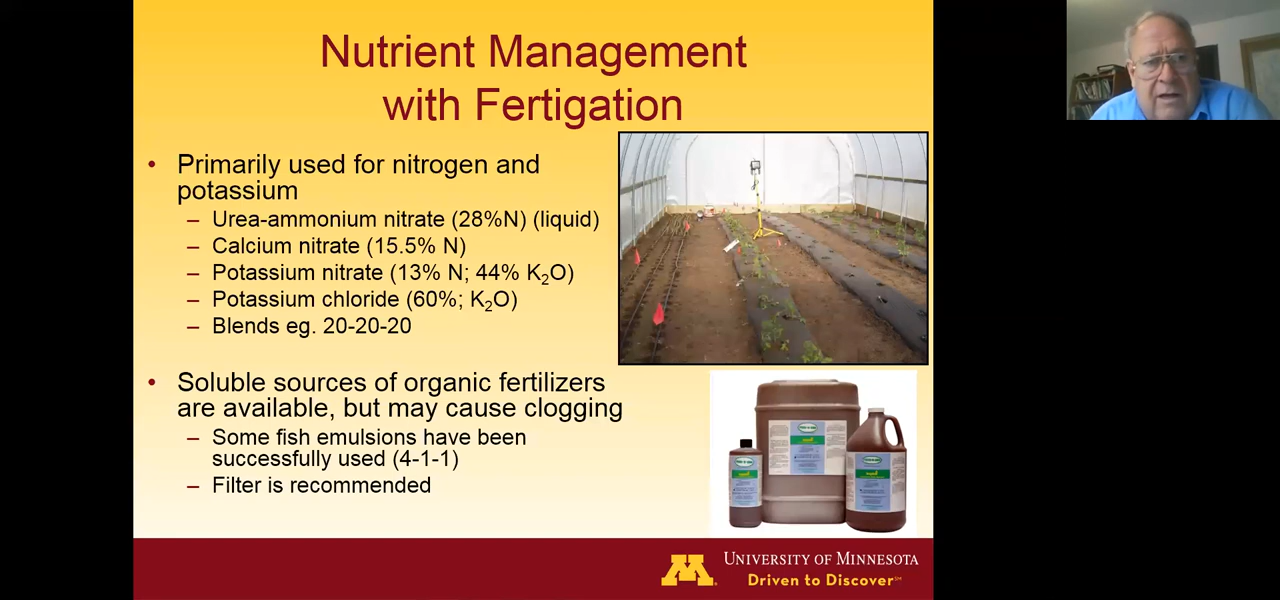 Nutrient Management
with Fertigation
• Primarily used for nitrogen and
potassium
– Urea-ammonium nitrate (28%N) (liquid)
– Calcium nitrate (15.5% N)
– Potassium nitrate (13% N; 44% K₂O)
– Potassium chloride (60%; K₂O)
– Blends eg. 20-20-20
• Soluble sources of organic fertilizers
are available, but may cause clogging
– Some fish emulsions have been
successfully used (4-1-1)
– Filter is recommended
UNIVERSITY OF MINNESOTA
Driven to Discover℠